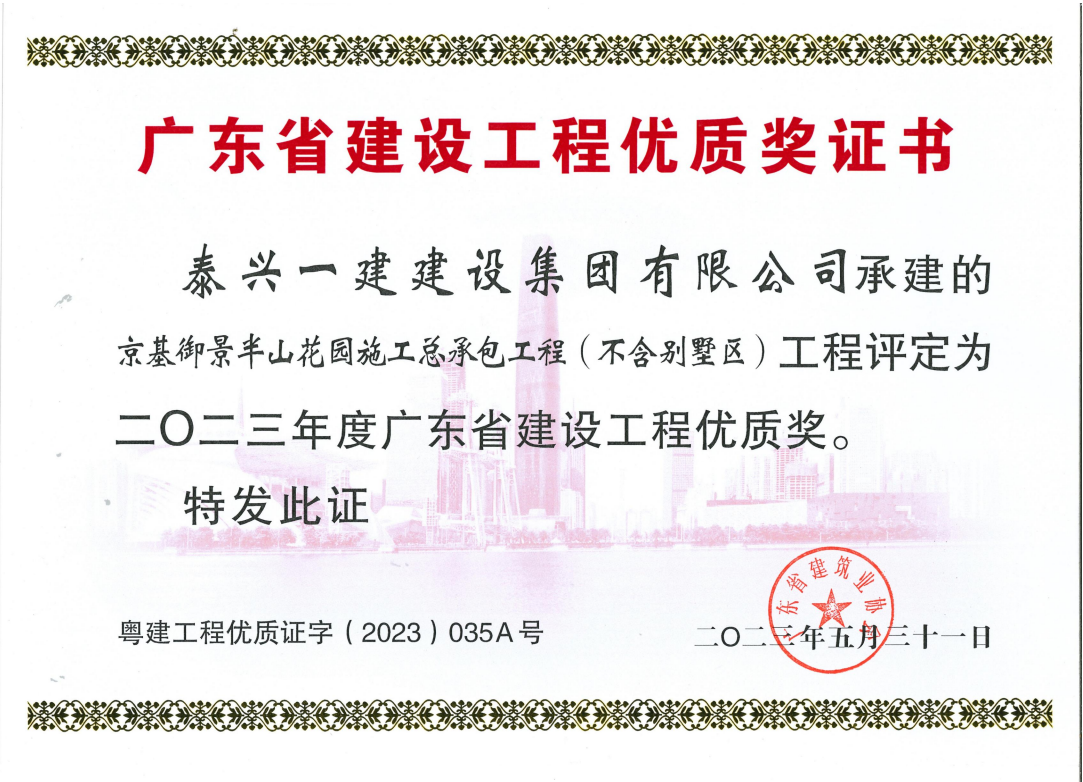 广东省建设工程优质奖证书
泰兴一建建设集团有限公司承建的
京基御景半山花园施工总承包工程（不含别墅区）工程评定为
二〇二三年度广东省建设工程优质奖。
特发此证
广东省建筑业协会
粤建工程优质证字（2023）035A号
二〇二三年五月三十一日